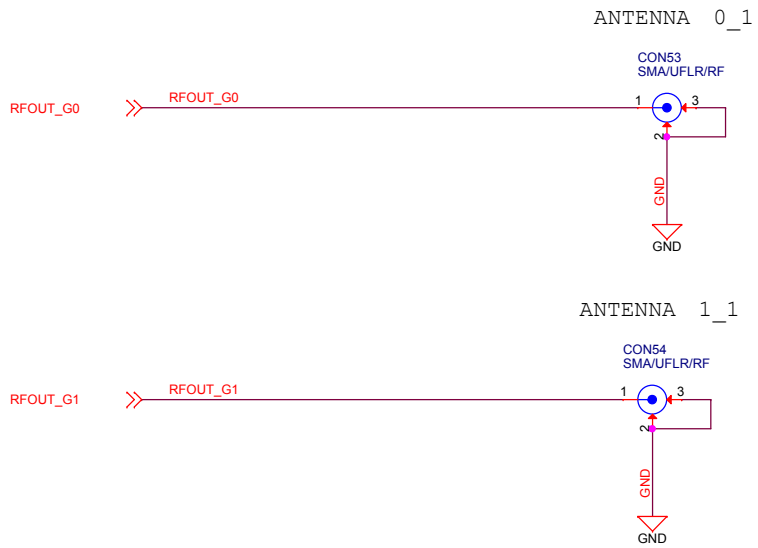 ANTENNA 0_1
CON53
SMA/UFLR/RF
RFOUT_G0
RFOUT_G0
1
3
2
GND
GND
ANTENNA 1_1
CON54
SMA/UFLR/RF
RFOUT_G1
RFOUT_G1
1
3
2
GND
GND